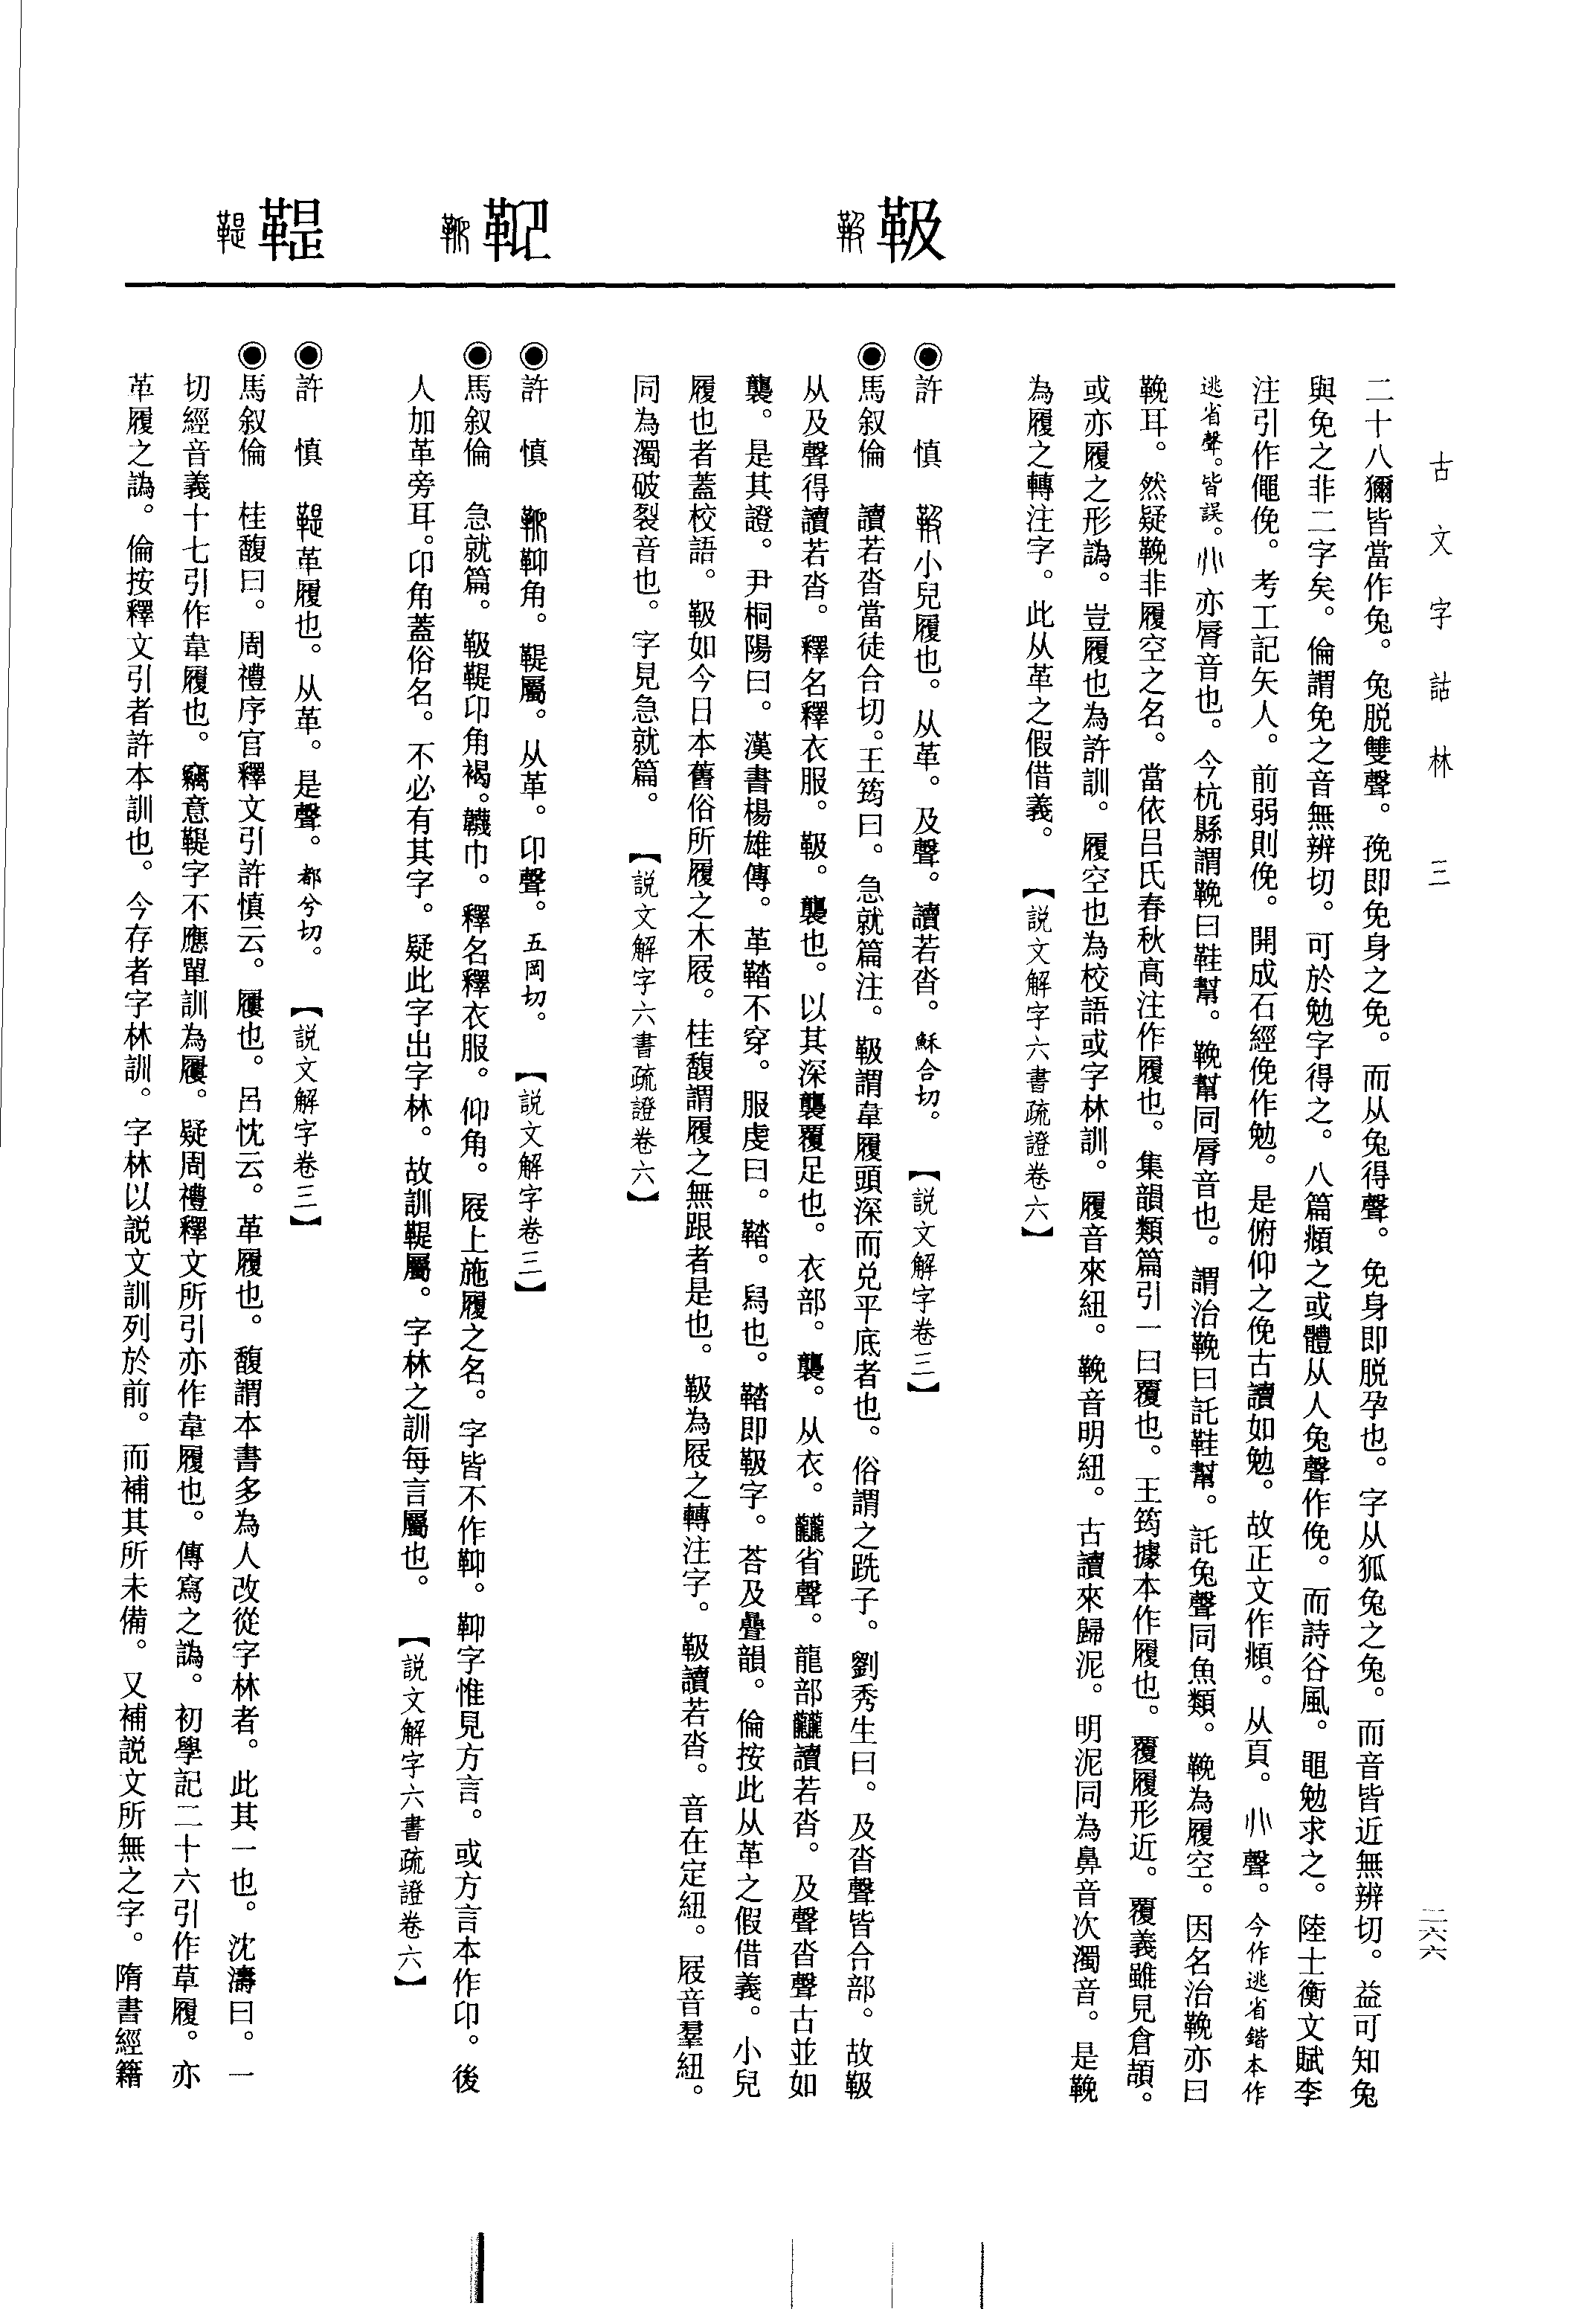 古文字詁林　三
二六六
二十八獮皆當作兔。兔脱雙聲。㝃即免身之免。而从兔得聲。免身即脱孕也。字从狐兔之兔。而音皆近無辨切。益可知兔
與免之非二字矣。倫謂免之音無辨切。可於勉字得之。八篇頫之或體从人兔聲作俛。而詩谷風。黽勉求之。陸士衡文賦李
注引作僶俛。考工記矢人。前弱則俛。開成石經俛作勉。是俯仰之俛古讀如勉。故正文作頫。从頁。𠈌聲。今作逃省鍇本作
逃省聲。皆誤。亦脣音也。今杭縣謂鞔曰鞋幫。鞔幫同脣音也。謂治鞔曰託鞋幫。託兔聲同魚類。鞔為履空。因名治鞔亦曰
鞔耳。然疑鞔非履空之名。當依呂氏春秋高注作履也。集韻類篇引一曰覆也。王筠據本作履也。覆履形近。覆義雖見倉頡。
或亦履之形譌。豈履也為許訓。履空也為校語或字林訓。履音來紐。鞔音明紐。古讀來歸泥。明泥同為鼻音次濁音。是鞔
為履之轉注字。此从革之假借義。【説文解字六書疏證卷六】
靸
●許　慎　靸小兒履也。从革。及聲。讀若沓。穌合切。【説文解字卷三】
●馬叙倫　讀若沓當徒合切。王筠曰。急就篇注。靸謂韋履頭深而兑平底者也。俗謂之跣子。劉秀生曰。及沓聲皆合部。故靸
从及聲得讀若沓。釋名釋衣服。靸。襲也。以其深襲覆足也。衣部。襲。从衣。龖省聲。龍部龖讀若沓。及聲沓聲古並如
襲。是其證。尹桐陽曰。漢書楊雄傳。革鞜不穿。服虔曰。鞜。舄也。鞜即靸字。荅及疊韻。倫按此从革之假借義。小兒
履也者蓋校語。靸如今日本舊俗所履之木屐。桂馥謂履之無跟者是也。靸為屐之轉注字。靸讀若沓。音在定紐。屐音羣紐。
同為濁破裂音也。字見急就篇。【説文解字六書疏證卷六】
䩕
●許　慎　䩕䩕角。鞮屬。从革。卬聲。五岡切。【説文解字卷三】
●馬叙倫　急就篇。靸鞮卬角褐韤巾。釋名釋衣服。仰角。屐上施履之名。字皆不作䩕。䩕字惟見方言。或方言本作卬。後
人加革旁耳。卬角蓋俗名。不必有其字。疑此字出字林。故訓鞮屬。字林之訓每言屬也。【説文解字六書疏證卷六】
鞮
●許　慎　鞮革履也。从革。是聲。都兮切。【説文解字卷三】
●馬叙倫　桂馥曰。周禮序官釋文引許慎云。屨也。呂忱云。革履也。馥謂本書多為人改從字林者。此其一也。沈濤曰。一
切經音義十七引作韋履也。竊意鞮字不應單訓為屨。疑周禮釋文所引亦作韋履也。傳寫之譌。初學記二十六引作草履。亦
革履之譌。倫按釋文引者許本訓也。今存者字林訓。字林以説文訓列於前。而補其所未備。又補説文所無之字。隋書經籍